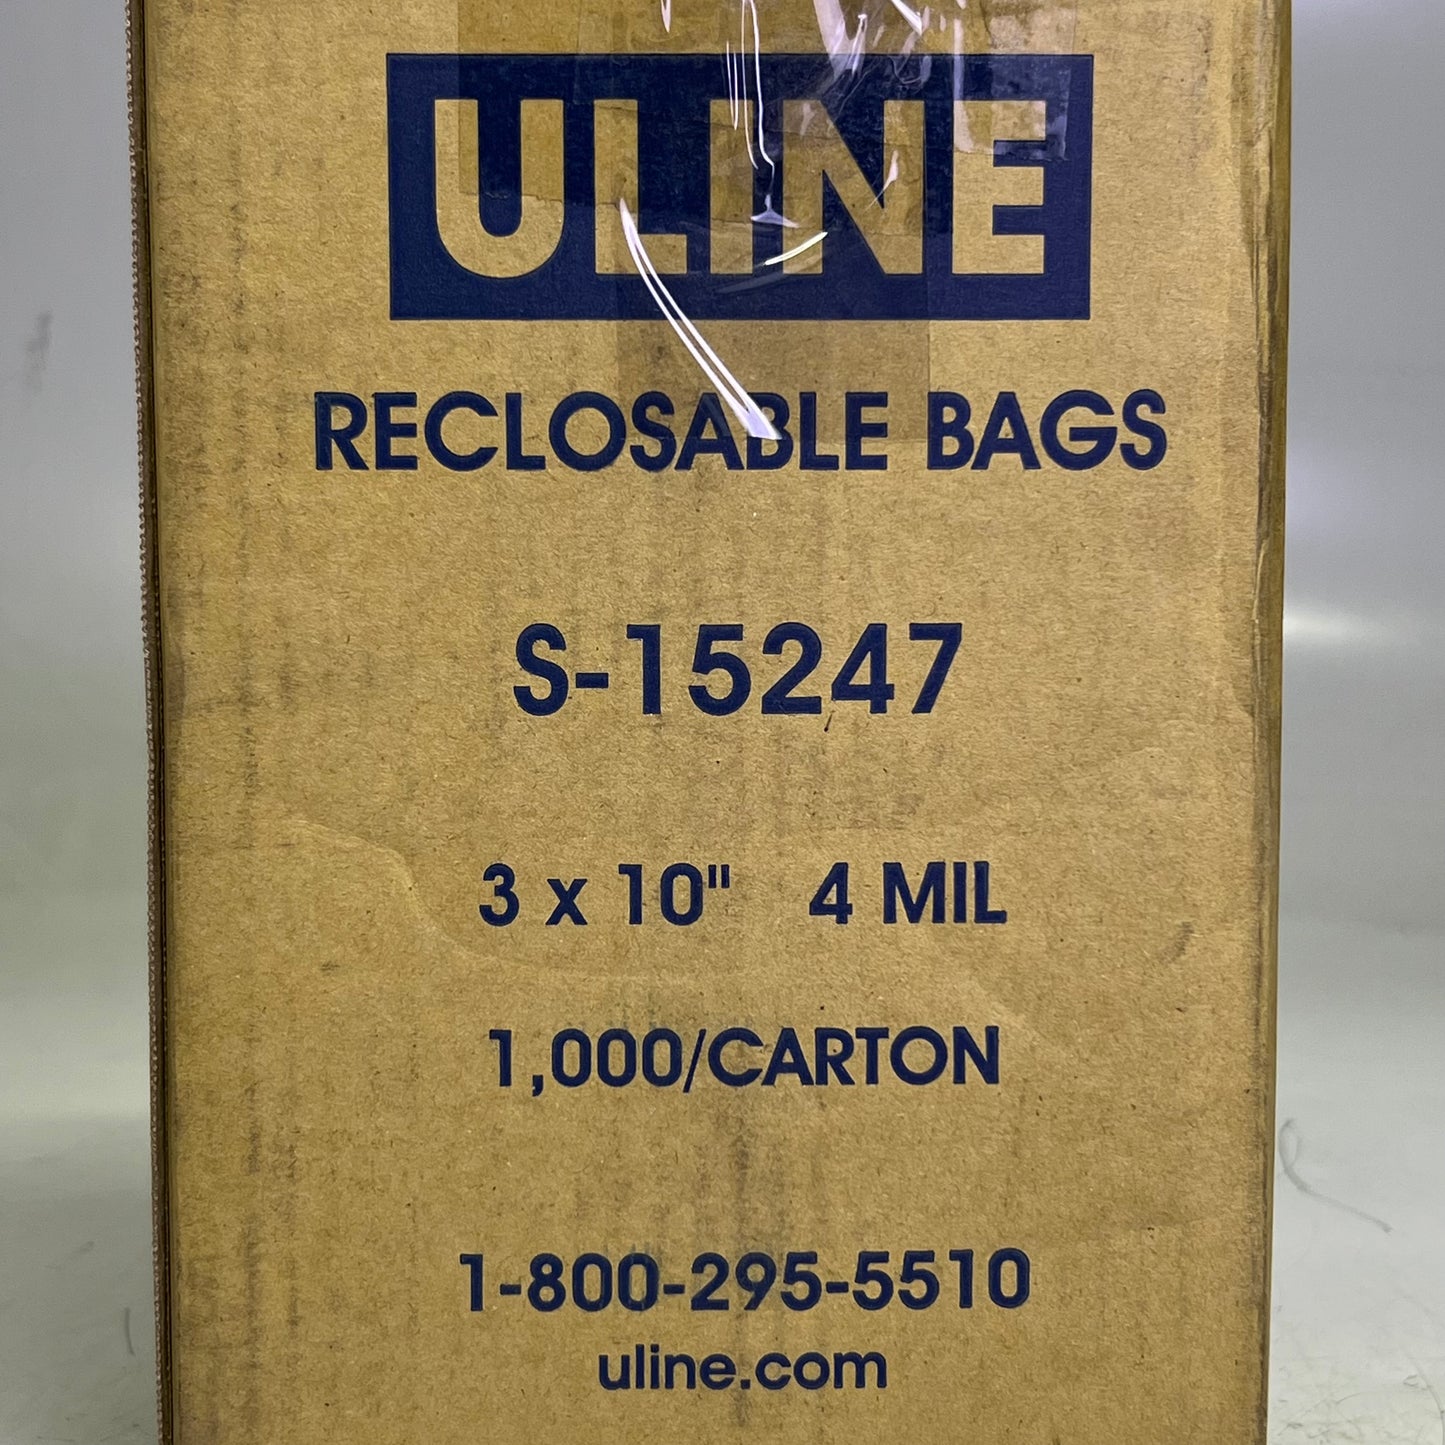 ULINE
RECLOSABLE BAGS
S-15247
3 x 10" 4 MIL
1,000/CARTON
1-800-295-5510
uline.com